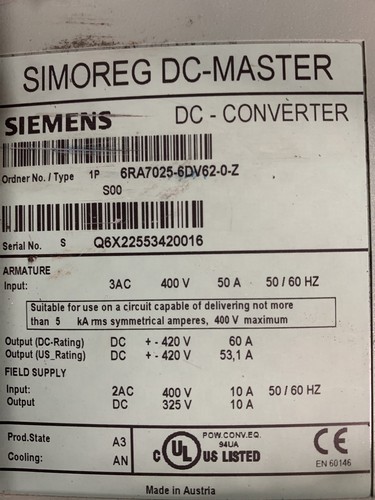 SIMOREG DC-MASTER
SIEMENS DC - CONVERTER
Ordner No. / Type 1P 6RA7025-6DV62-0-Z
S00
Serial No. S Q6X22553420016
ARMATURE
Input: 3AC 400 V 50 A 50 / 60 HZ
Suitable for use on a circuit capable of delivering not more
than 5 kA rms symmetrical amperes, 400 V maximum
Output (DC-Rating) DC + - 420 V 60 A
Output (US_Rating) DC + - 420 V 53,1 A
FIELD SUPPLY
Input: 2AC 400 V 10 A 50 / 60 HZ
Output DC 325 V 10 A
Prod.State A3
Cooling: AN
POW.CONV.EQ.
94UA
C UL US LISTED
CE
EN 60146
Made in Austria